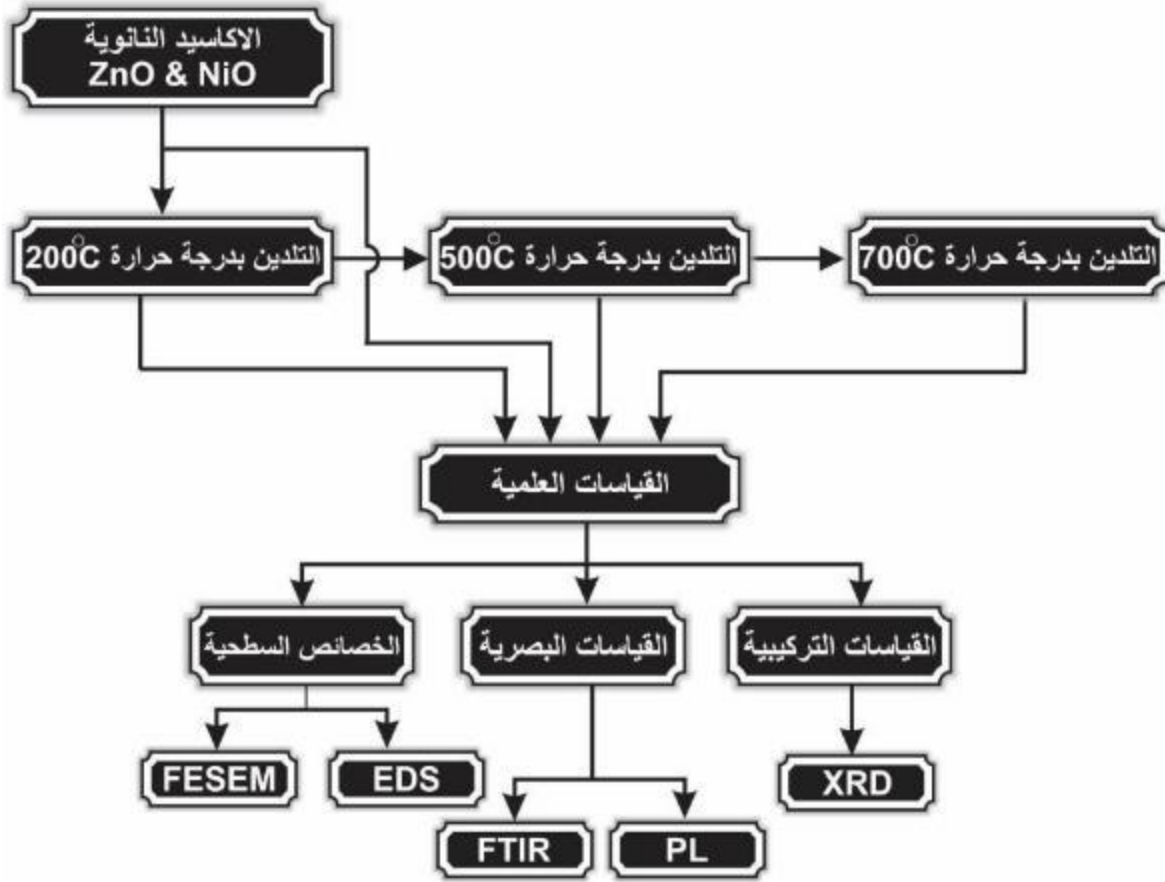 الاكاسيد النانوية
ZnO & NiO
التلدين بدرجة حرارة 200°C
التلدين بدرجة حرارة 500°C
التلدين بدرجة حرارة 700°C
القياسات العلمية
الخصائص السطحية
القياسات البصرية
القياسات التركيبية
FESEM
EDS
XRD
FTIR
PL